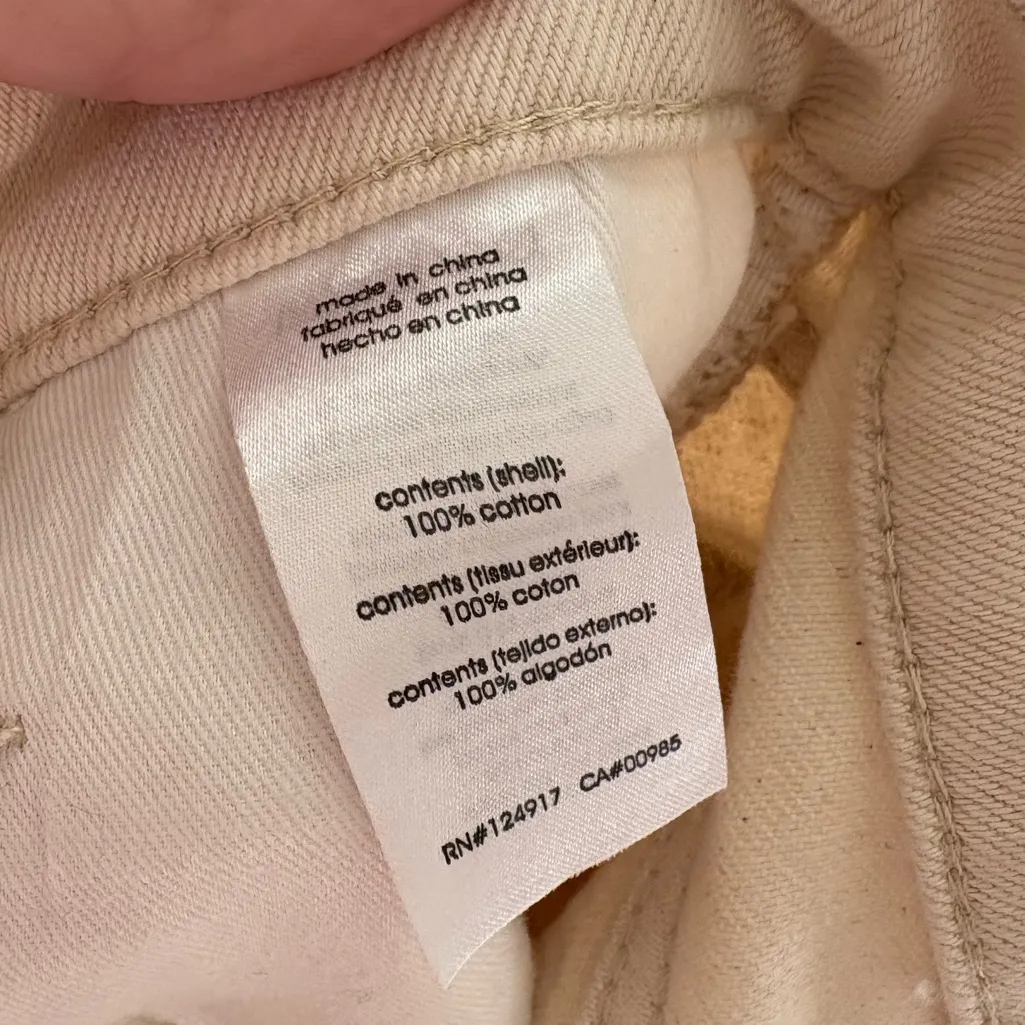 made in china
fabriqué en china
hecho en china
contents (shell):
100% cotton
contents (tissu extérieur):
100% coton
contents (tejido externo):
100% algodón
RN#124917 CA#00985